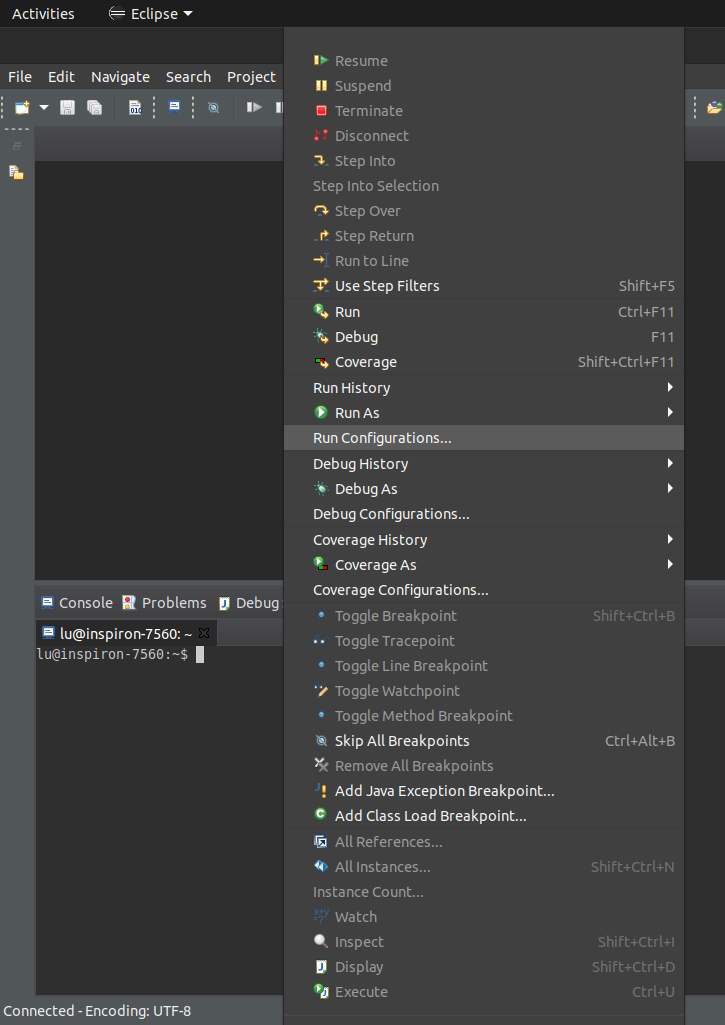 Activities Eclipse
File Edit Navigate Search Project
Resume
Suspend
Terminate
Disconnect
Step Into
Step Into Selection
Step Over
Step Return
Run to Line
Use Step Filters Shift+F5
Run Ctrl+F11
Debug F11
Coverage Shift+Ctrl+F11
Run History
Run As
Run Configurations...
Debug History
Debug As
Debug Configurations...
Coverage History
Coverage As
Coverage Configurations...
Console Problems Debug
Toggle Breakpoint Shift+Ctrl+B
Toggle Tracepoint
Toggle Line Breakpoint
Toggle Watchpoint
Toggle Method Breakpoint
Skip All Breakpoints Ctrl+Alt+B
Remove All Breakpoints
Add Java Exception Breakpoint...
Add Class Load Breakpoint...
All References...
All Instances... Shift+Ctrl+N
Instance Count...
Watch
Inspect Shift+Ctrl+I
Display Shift+Ctrl+D
Execute Ctrl+U
lu@inspiron-7560: ~
lu@inspiron-7560:~$
Connected - Encoding: UTF-8